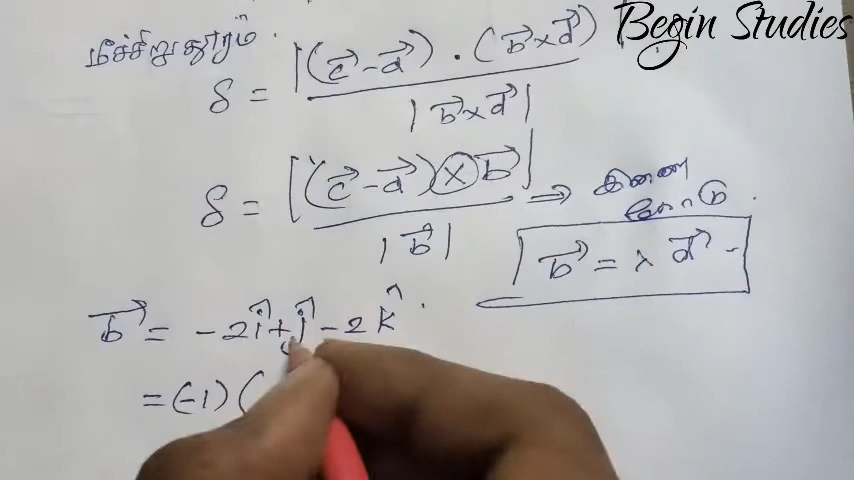 Begin Studies
மீச்சிறு தூரம்.
δ = |(c⃗ - a⃗) · (b⃗ × d⃗)| / |b⃗ × d⃗|
δ = |(c⃗ - a⃗) × b⃗| / |b⃗| ⇒ இணை கோடு.
b⃗ = λ d⃗
b⃗ = -2î + ĵ - 2k̂.
= (-1)(